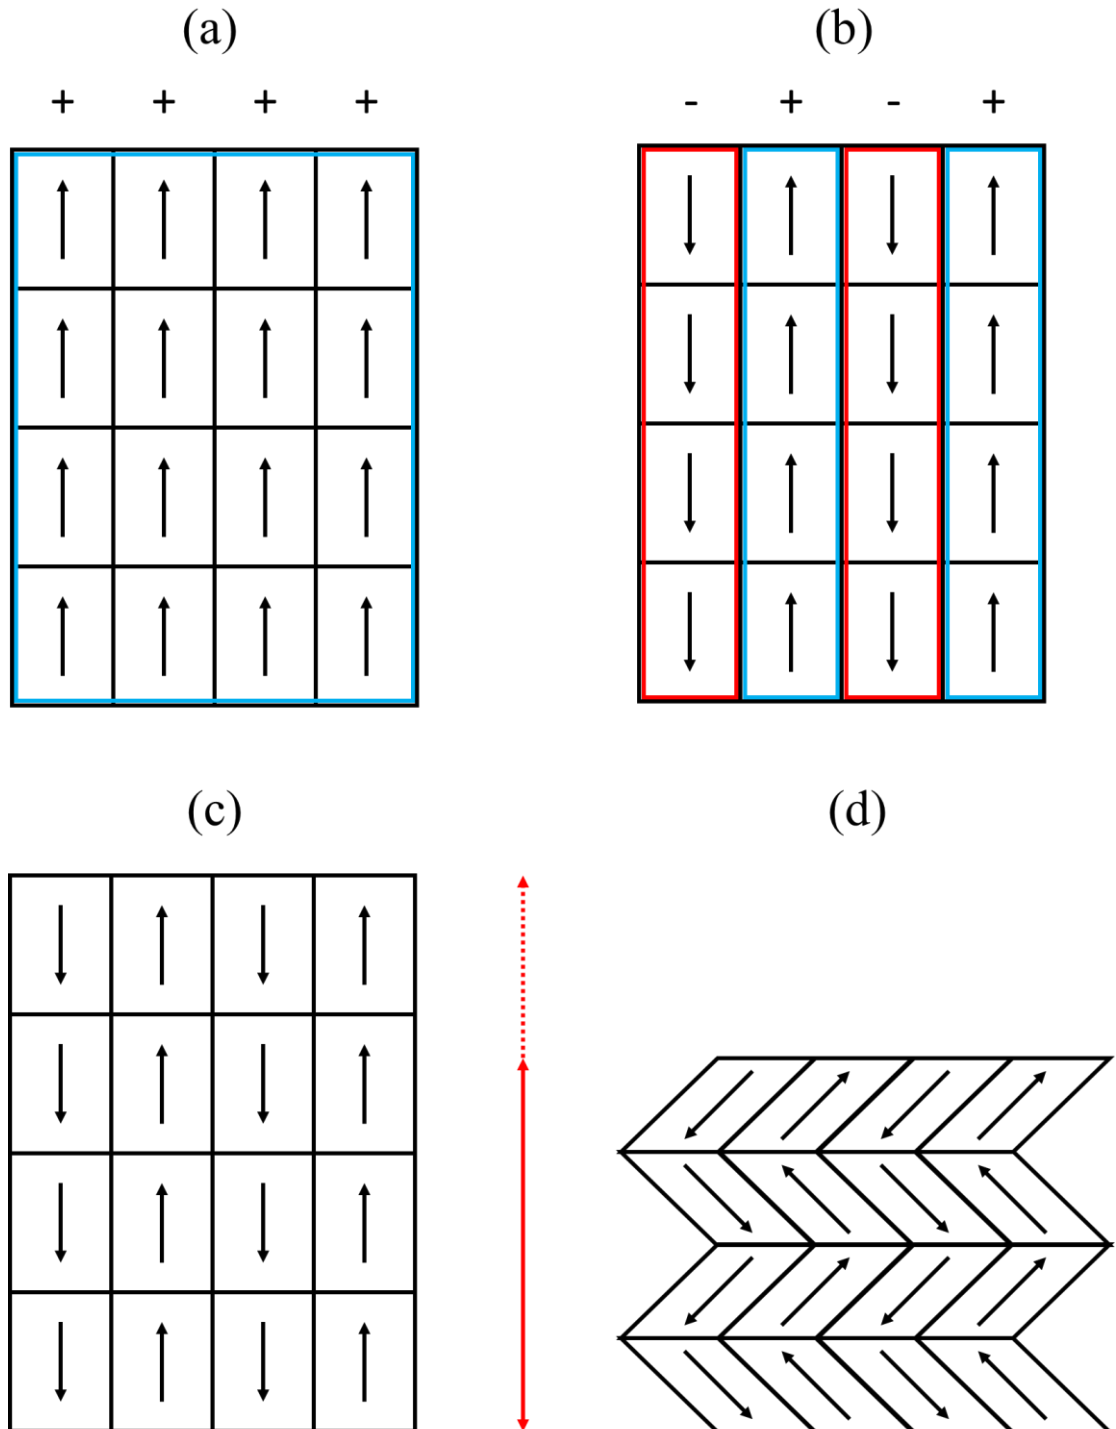 (a)
(b)
+ + + +
- + - +
(c)
(d)